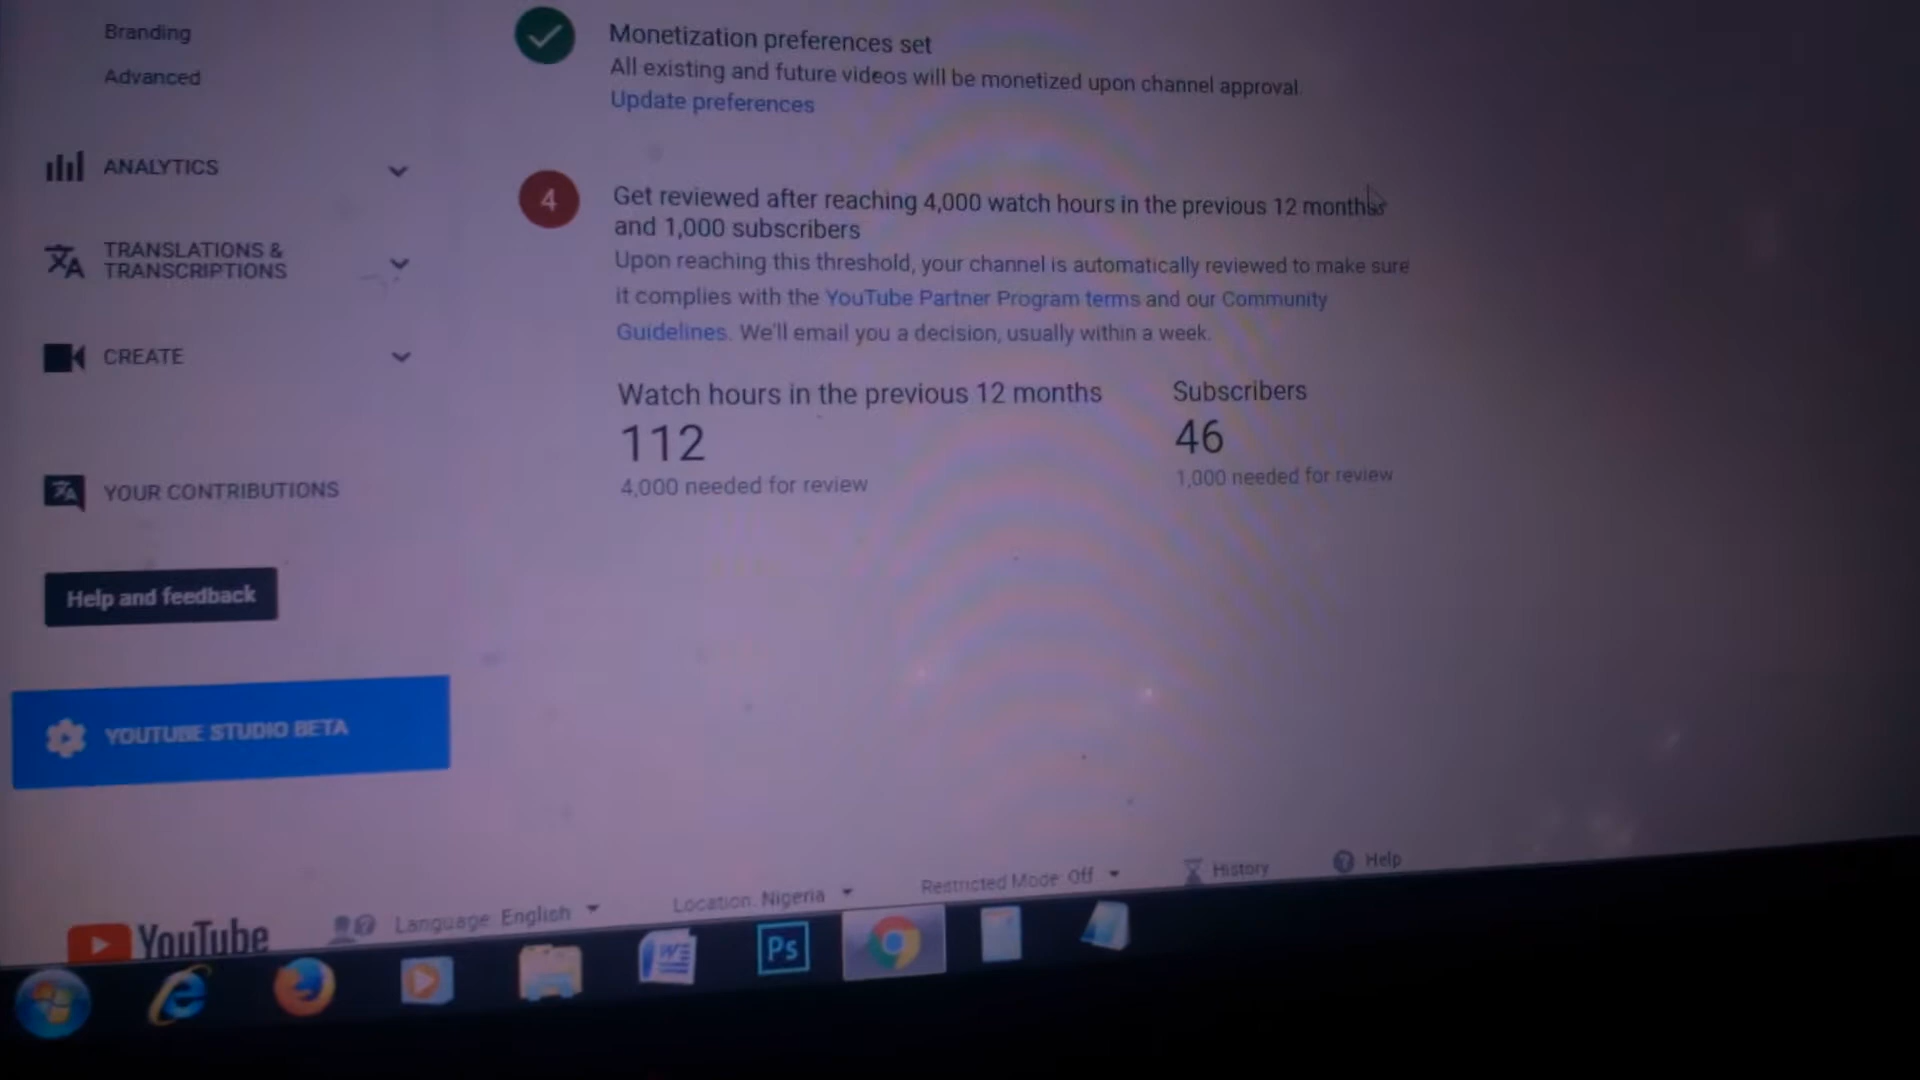 Branding
Advanced
ANALYTICS
TRANSLATIONS &
TRANSCRIPTIONS
CREATE
YOUR CONTRIBUTIONS
Help and feedback
YOUTUBE STUDIO BETA
Monetization preferences set
All existing and future videos will be monetized upon channel approval.
Update preferences
4
Get reviewed after reaching 4,000 watch hours in the previous 12 months
and 1,000 subscribers
Upon reaching this threshold, your channel is automatically reviewed to make sure
it complies with the YouTube Partner Program terms and our Community
Guidelines. We'll email you a decision, usually within a week.
Watch hours in the previous 12 months
112
4,000 needed for review
Subscribers
46
1,000 needed for review
YouTube
Language: English
Location: Nigeria
Restricted Mode: Off
History
Help
W
Ps